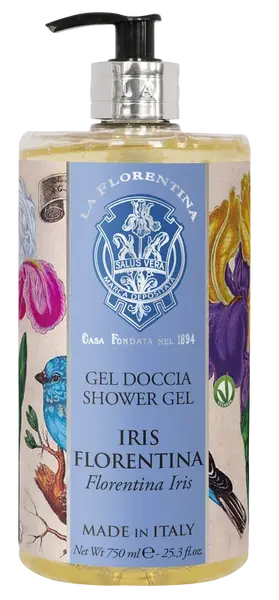 LA FLORENTINA
SALUS VERA
MARCA DEPOSITATA
CASA FONDATA NEL 1894
GEL DOCCIA
SHOWER GEL
IRIS
FLORENTINA
Florentina Iris
MADE IN ITALY
Net Wt 750 ml ℮ - 25.3 fl.oz.